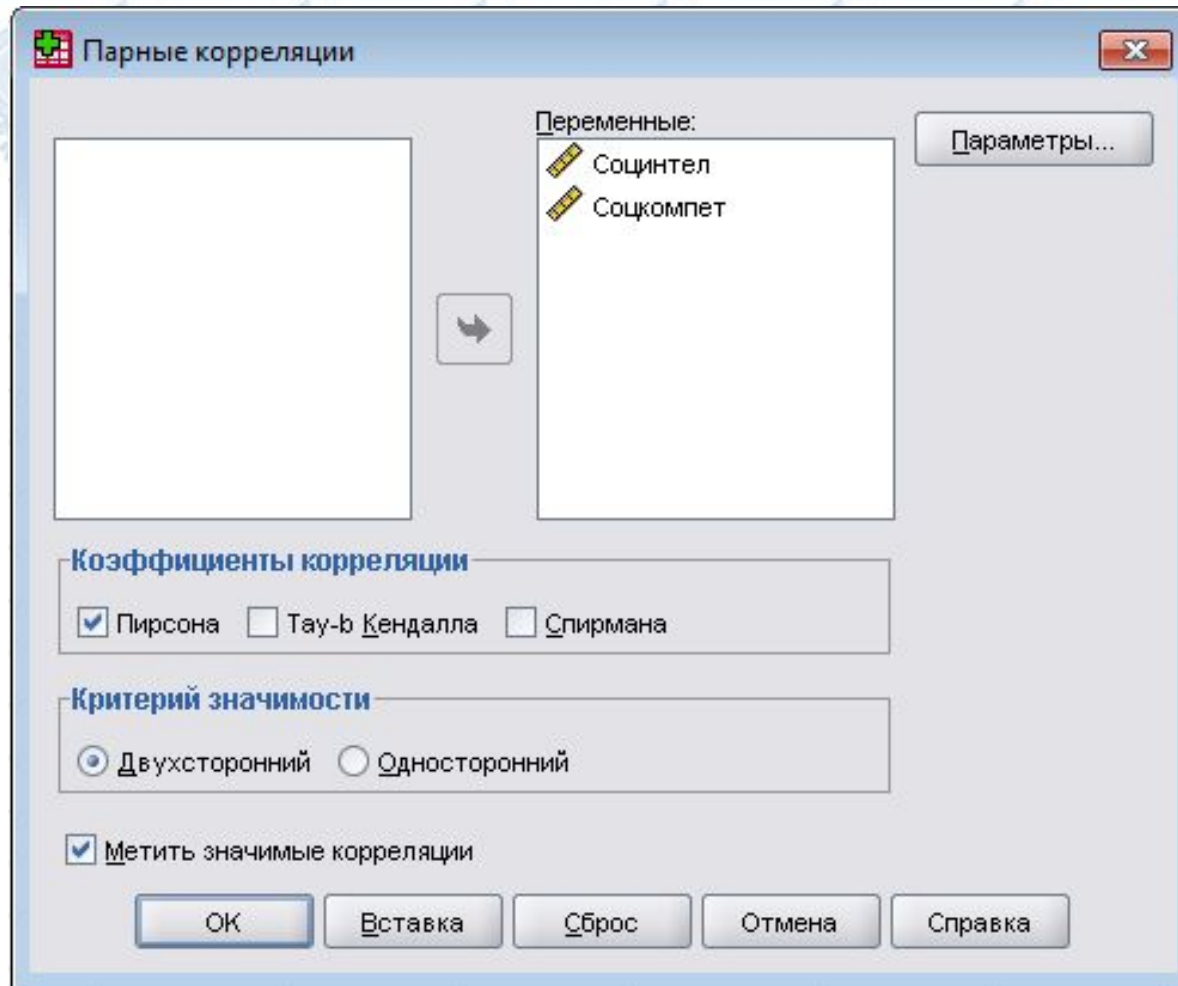 Парные корреляции
Переменные:
Параметры...
Социнтел
Соцкомпет
Коэффициенты корреляции
Пирсона Тау-b Кендалла Спирмана
Критерий значимости
Двухсторонний Односторонний
Метить значимые корреляции
ОК Вставка Сброс Отмена Справка